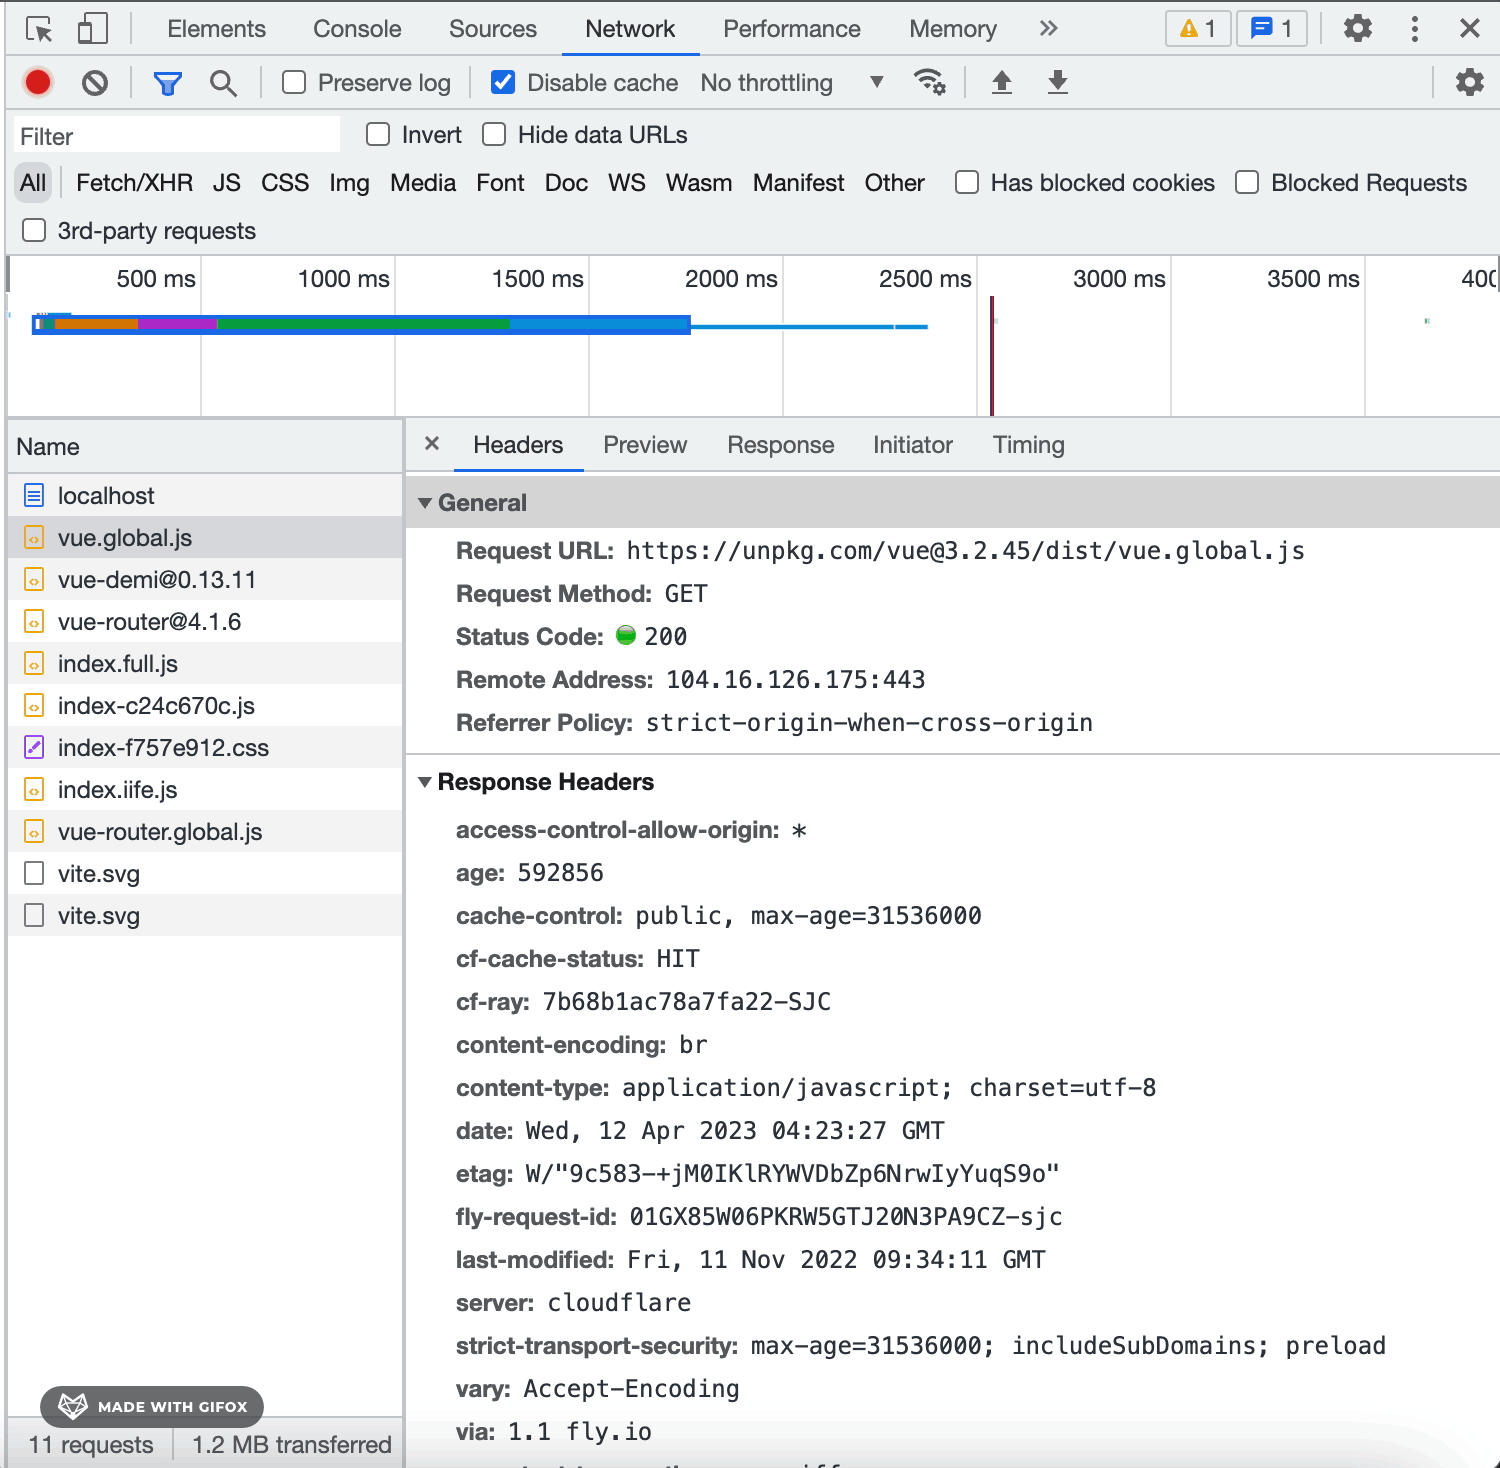 Elements Console Sources Network Performance Memory 1 1
Preserve log Disable cache No throttling
Filter Invert Hide data URLs
All Fetch/XHR JS CSS Img Media Font Doc WS Wasm Manifest Other Has blocked cookies Blocked Requests
3rd-party requests
500 ms 1000 ms 1500 ms 2000 ms 2500 ms 3000 ms 3500 ms
Name
localhost
vue.global.js
vue-demi@0.13.11
vue-router@4.1.6
index.full.js
index-c24c670c.js
index-f757e912.css
index.iife.js
vue-router.global.js
vite.svg
vite.svg
MADE WITH GIFOX
11 requests 1.2 MB transferred
Headers Preview Response Initiator Timing
General
Request URL: https://unpkg.com/vue@3.2.45/dist/vue.global.js
Request Method: GET
Status Code: 200
Remote Address: 104.16.126.175:443
Referrer Policy: strict-origin-when-cross-origin
Response Headers
access-control-allow-origin: *
age: 592856
cache-control: public, max-age=31536000
cf-cache-status: HIT
cf-ray: 7b68b1ac78a7fa22-SJC
content-encoding: br
content-type: application/javascript; charset=utf-8
date: Wed, 12 Apr 2023 04:23:27 GMT
etag: W/"9c583-+jM0IKlRYWVDbZp6NrwIyYuqS9o"
fly-request-id: 01GX85W06PKRW5GTJ20N3PA9CZ-sjc
last-modified: Fri, 11 Nov 2022 09:34:11 GMT
server: cloudflare
strict-transport-security: max-age=31536000; includeSubDomains; preload
vary: Accept-Encoding
via: 1.1 fly.io